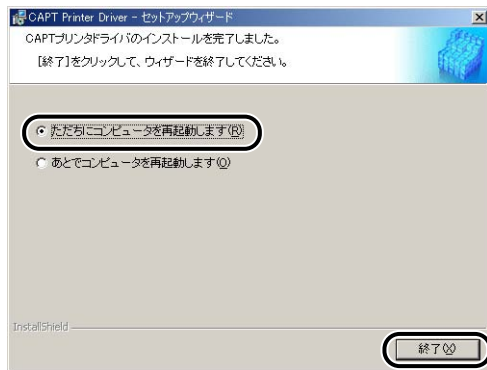 CAPT Printer Driver - セットアップウィザード
CAPTプリンタドライバのインストールを完了しました。
[終了]をクリックして、ウィザードを終了してください。
ただちにコンピュータを再起動します(R)
あとでコンピュータを再起動します(O)
InstallShield
終了(X)